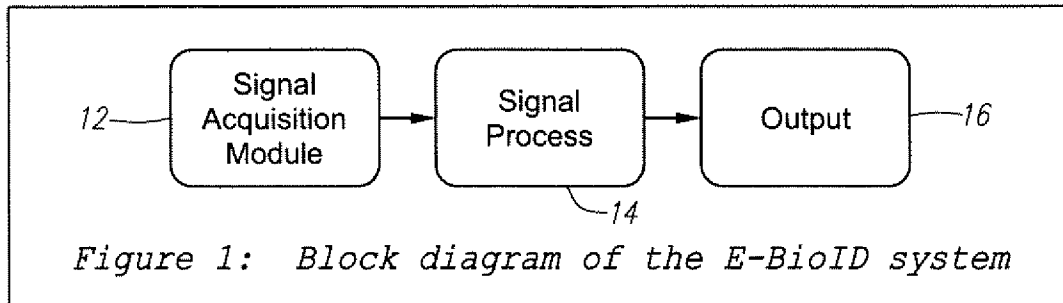 12
Signal
Acquisition
Module
Signal
Process
14
Output
16
Figure 1: Block diagram of the E-BioID system